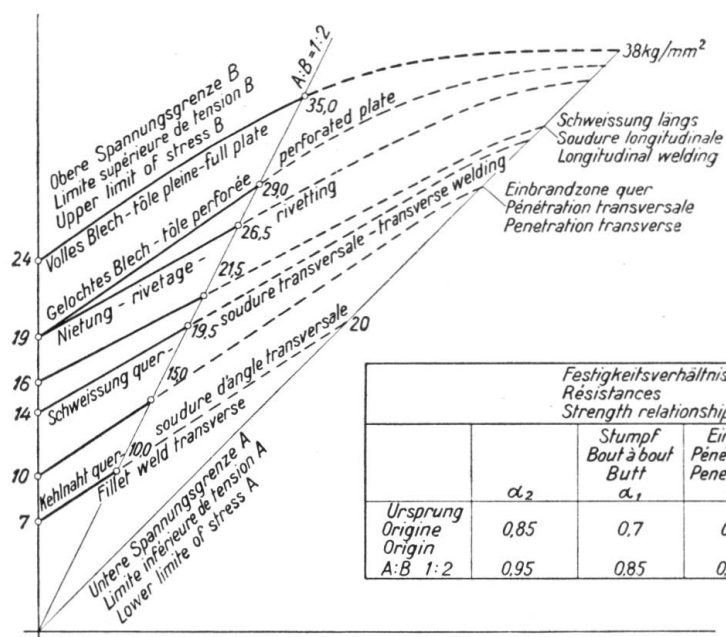 A:B=1:2
38kg/mm²
35,0
Obere Spannungsgrenze B
Limite supérieure de tension B
Upper limit of stress B
Volles Blech-tôle pleine-full plate
Gelochtes Blech-tôle perforée
perforated plate
29,0
Nietung-rivetage-
rivetting
26,5
Schweissung längs
Soudure longitudinale
Longitudinal welding
Einbrandzone quer
Pénétration transversale
Penetration transverse
24
19
16
14
10
7
21,5
19,5
Schweissung quer-
soudure transversale-transverse welding
15,0
20
Kehlnaht quer-
soudure d'angle transversale
10,0
Fillet weld transverse
Untere Spannungsgrenze A
Limite inférieure de tension A
Lower limite of stress A
Festigkeitsverhältnis
Résistances
Strength relationship
α₂
Stumpf
Bout à bout
Butt
α₁
Ei
Péné
Pene
Ursprung
Origine
Origin
0,85
0,7
A:B 1:2
0,95
0,85